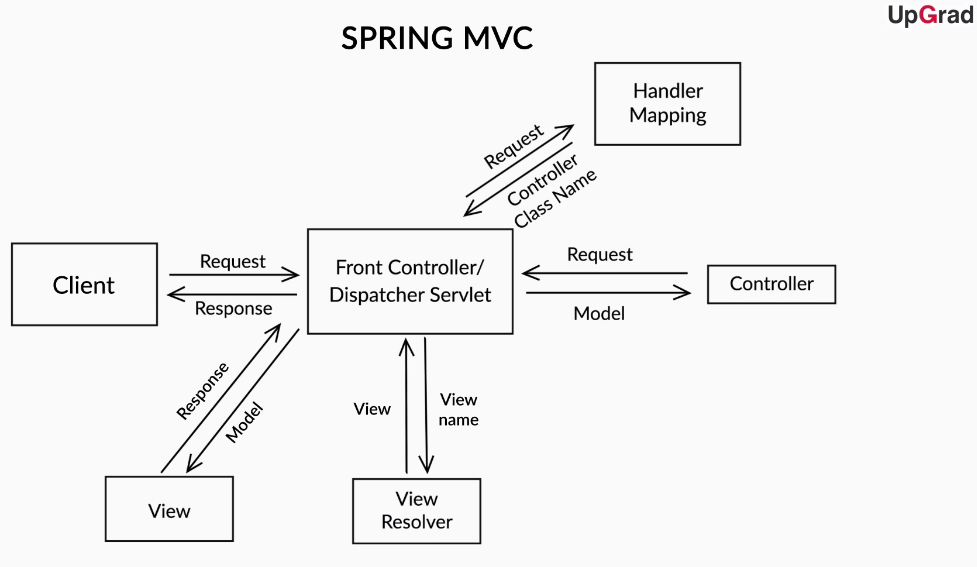 UpGrad
SPRING MVC
Handler
Mapping
Request
Controller
Class Name
Client
Request
Response
Front Controller/
Dispatcher Servlet
Request
Model
Controller
Response
Model
View
View
name
View
View
Resolver